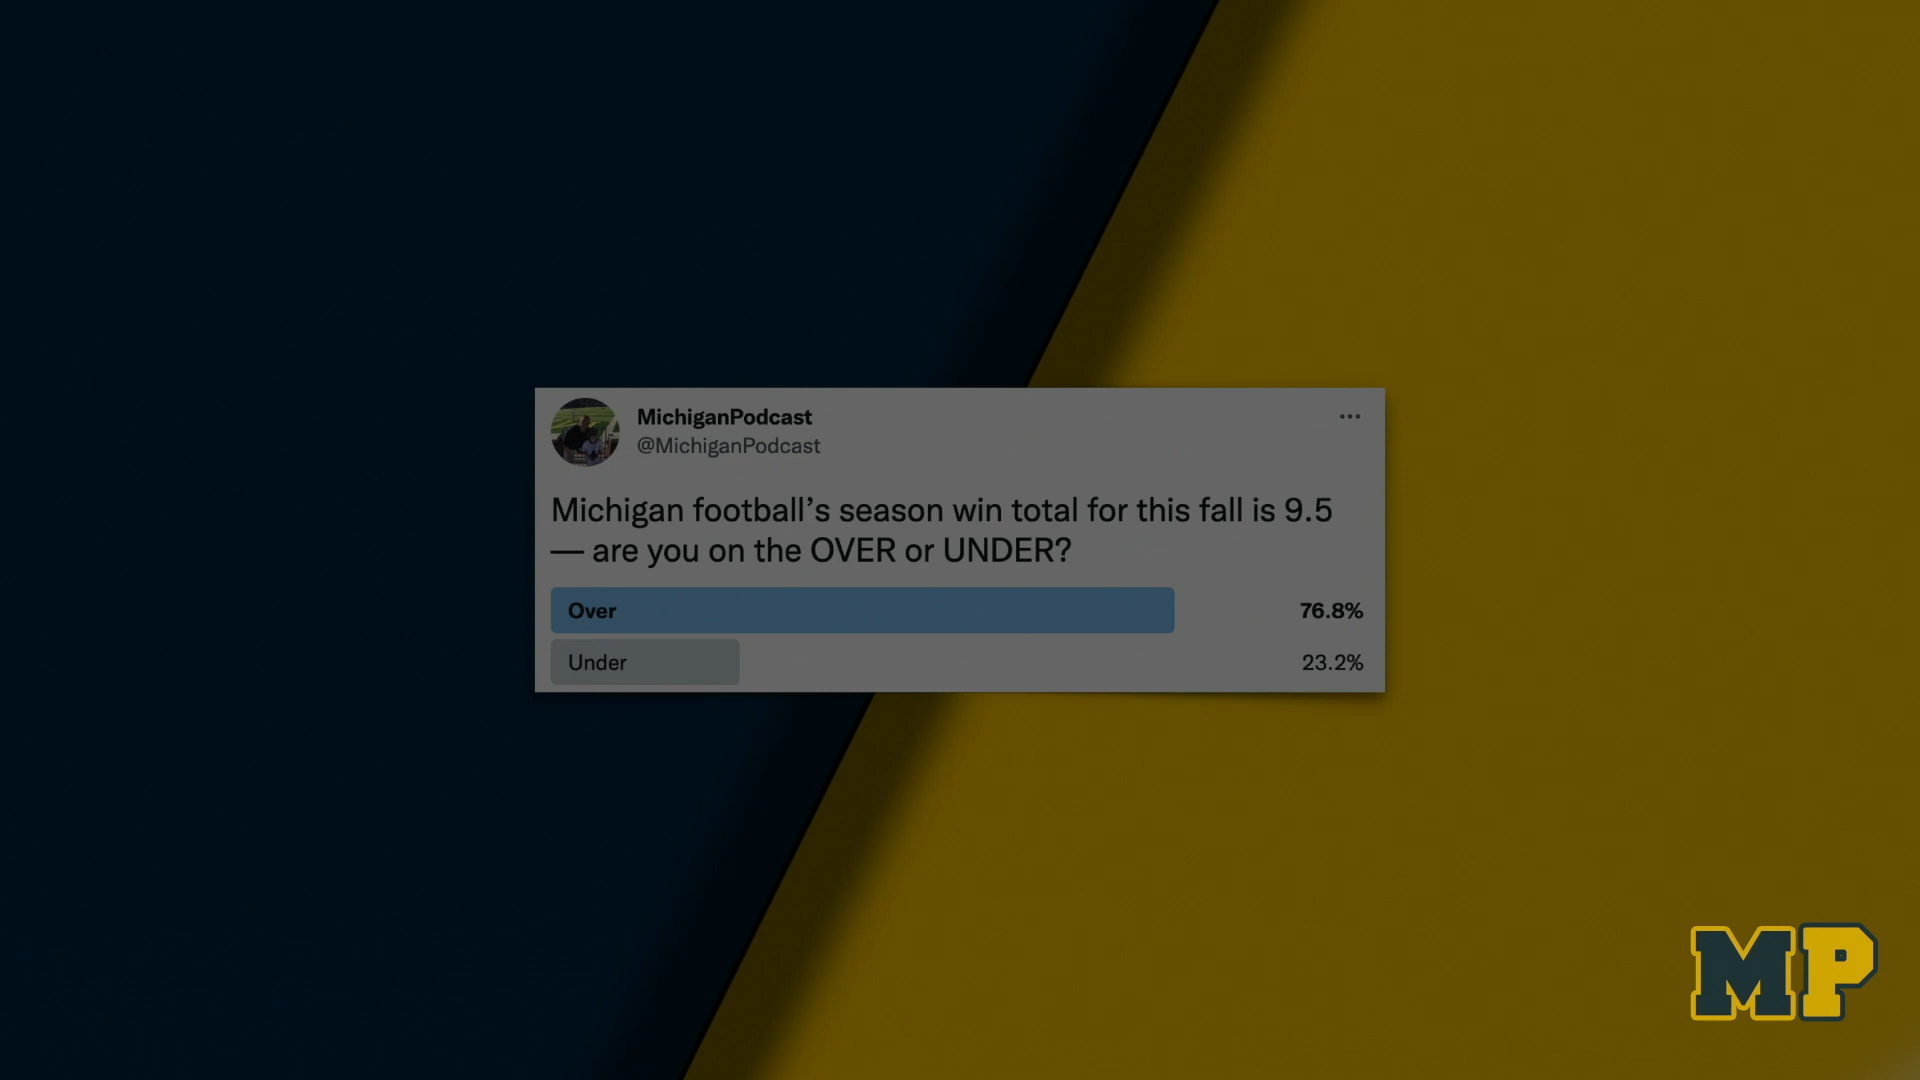 MichiganPodcast
@MichiganPodcast
Michigan football’s season win total for this fall is 9.5
— are you on the OVER or UNDER?
Over 76.8%
Under 23.2%
MP